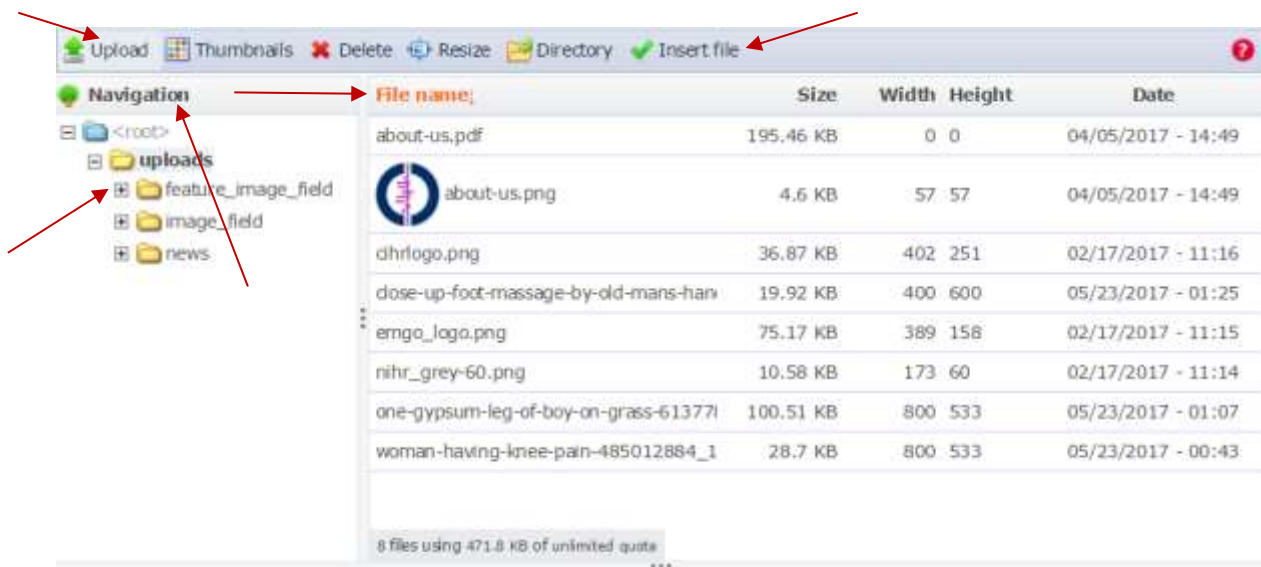 Upload Thumbnails Delete Resize Directory Insert file ?
Navigation File name; Size Width Height Date
<root> about-us.pdf 195.46 KB 0 0 04/05/2017 - 14:49
uploads
feature_image_field about-us.png 4.6 KB 57 57 04/05/2017 - 14:49
image_field
news cihrlogo.png 36.87 KB 402 251 02/17/2017 - 11:16
close-up-foot-massage-by-old-mans-han 19.92 KB 400 600 05/23/2017 - 01:25
emgo_logo.png 75.17 KB 389 158 02/17/2017 - 11:15
nihr_grey-60.png 10.58 KB 173 60 02/17/2017 - 11:14
one-gypsum-leg-of-boy-on-grass-61377 100.51 KB 800 533 05/23/2017 - 01:07
woman-having-knee-pain-485012884_1 28.7 KB 800 533 05/23/2017 - 00:43
8 files using 471.8 KB of unlimited quota